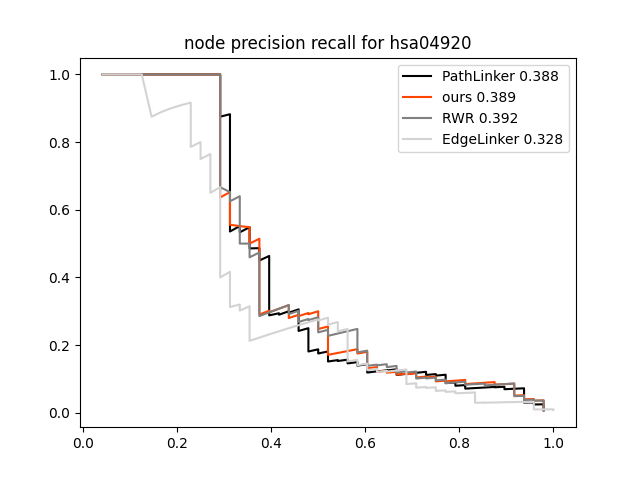 node precision recall for hsa04920
PathLinker 0.388
ours 0.389
RWR 0.392
EdgeLinker 0.328
1.0
0.8
0.6
0.4
0.2
0.0
0.0 0.2 0.4 0.6 0.8 1.0